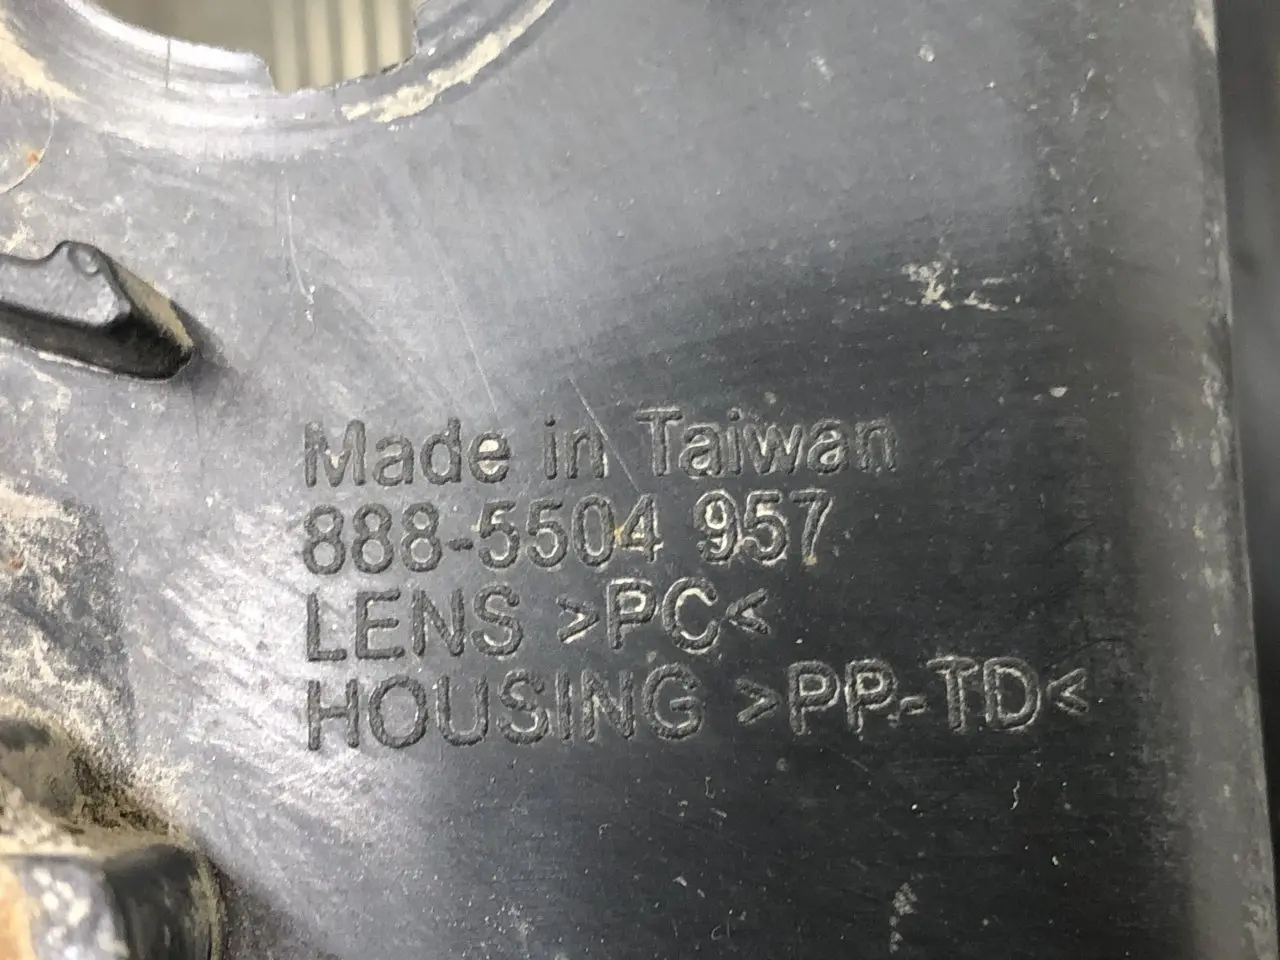 Made in Taiwan
888-5504 957
LENS >PC<
HOUSING >PP-TD<